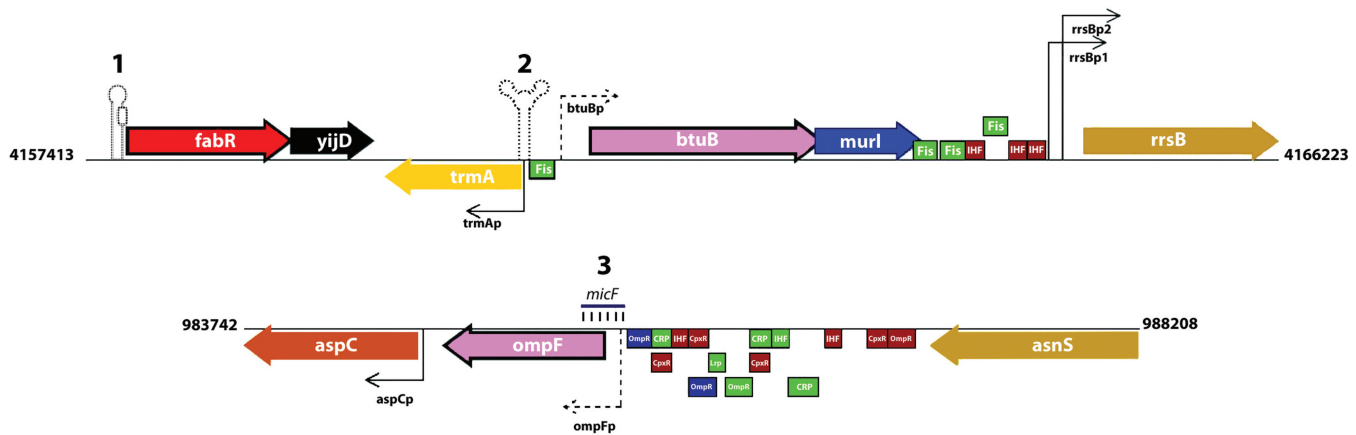 1
2
rrsBp2
rrsBp1
btuBp
Fis
fabR
yijD
btuB
murI
Fis
Fis
IHF
IHF
IHF
rrsB
4157413
4166223
trmA
Fis
trmAp
3
micF
983742
988208
aspC
ompF
OmpR
CRP
IHF
CpxR
CRP
IHF
IHF
CpxR
OmpR
asnS
CpxR
Lrp
CpxR
OmpR
OmpR
CRP
aspCp
ompFp